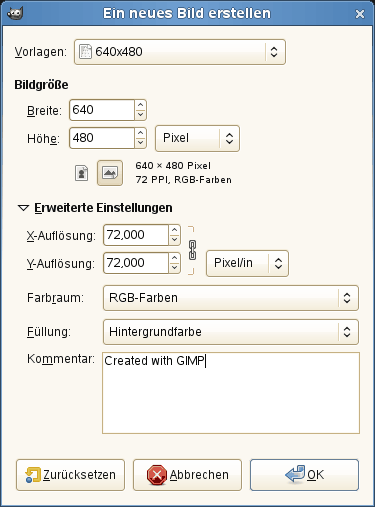 Ein neues Bild erstellen
Vorlagen: 640x480
Bildgröße
Breite: 640
Höhe: 480 Pixel
640 × 480 Pixel
72 PPI, RGB-Farben
Erweiterte Einstellungen
X-Auflösung: 72,000
Y-Auflösung: 72,000 Pixel/in
Farbraum: RGB-Farben
Füllung: Hintergrundfarbe
Kommentar: Created with GIMP
Zurücksetzen Abbrechen OK